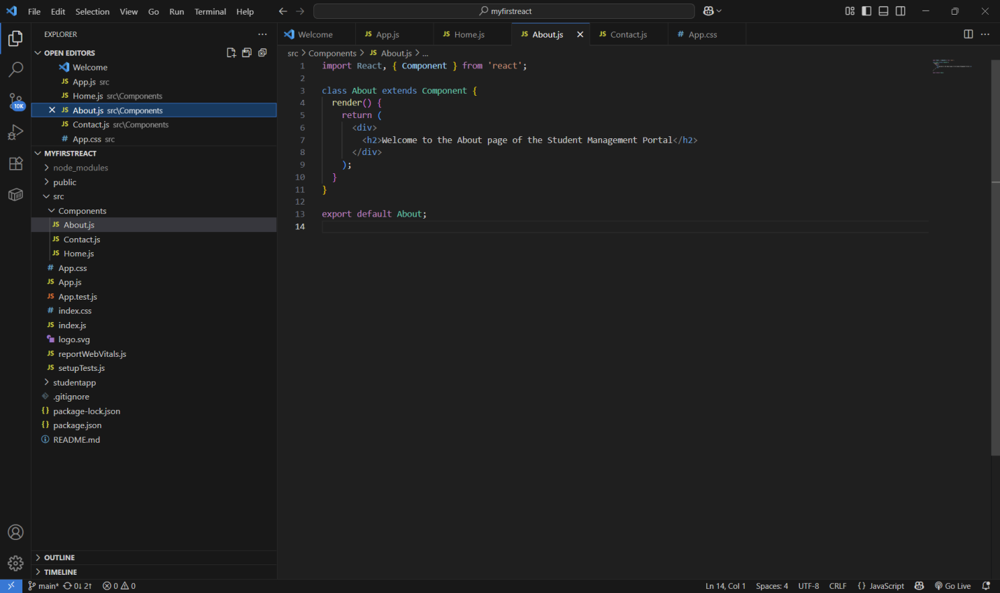 File Edit Selection View Go Run Terminal Help
myfirstreact
EXPLORER
OPEN EDITORS
Welcome
App.js src
Home.js src\Components
About.js src\Components
Contact.js src\Components
# App.css src
MYFIRSTREACT
node_modules
public
src
Components
JS About.js
JS Contact.js
JS Home.js
# App.css
JS App.js
JS App.test.js
# index.css
JS index.js
logo.svg
JS reportWebVitals.js
JS setupTests.js
studentapp
.gitignore
{} package-lock.json
{} package.json
README.md
OUTLINE
TIMELINE
10K
Welcome JS App.js JS Home.js JS About.js JS Contact.js # App.css
src > Components > JS About.js > ...
1 import React, { Component } from 'react';
2
3 class About extends Component {
4 render() {
5 return (
6 <div>
7 <h2>Welcome to the About page of the Student Management Portal</h2>
8 </div>
9 );
10 }
11 }
12
13 export default About;
14
main* 0↓ 2↑ 0 0
Ln 14, Col 1 Spaces: 4 UTF-8 CRLF {} JavaScript Go Live